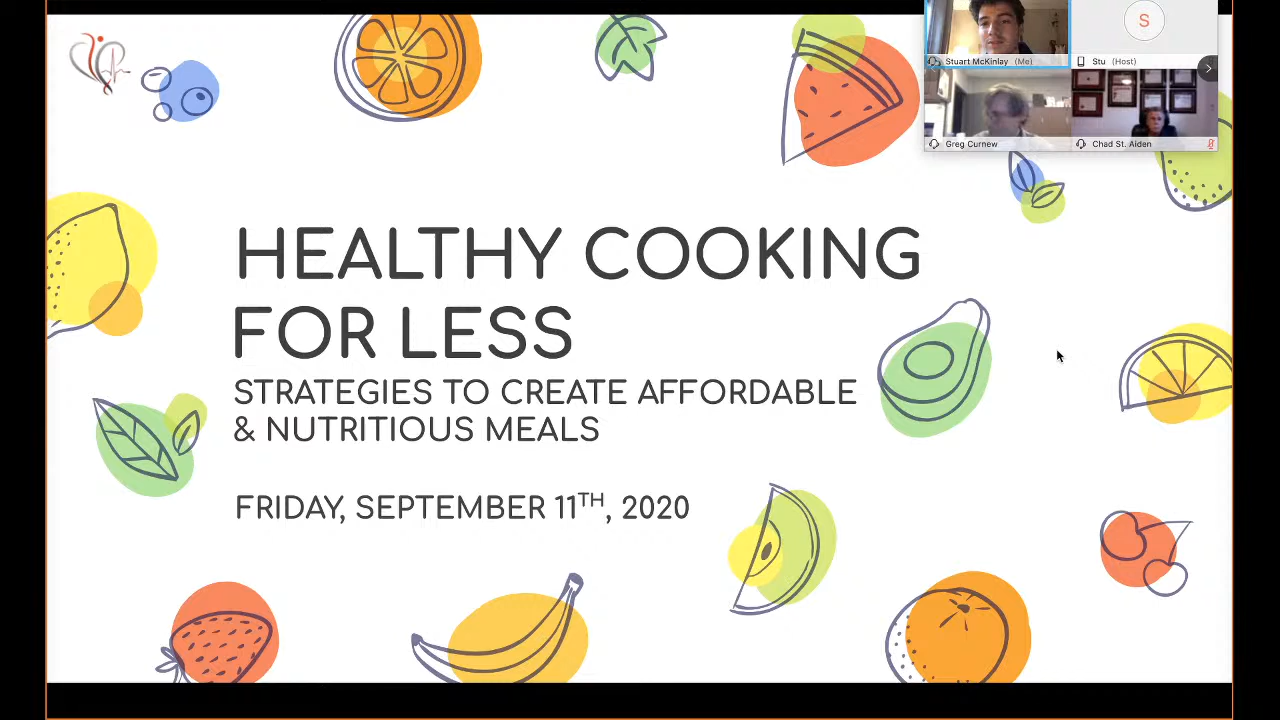 Stuart McKinlay (Me)
S
Stu (Host)
Greg Curnew
Chad St. Aiden
HEALTHY COOKING
FOR LESS
STRATEGIES TO CREATE AFFORDABLE
& NUTRITIOUS MEALS
FRIDAY, SEPTEMBER 11TH, 2020